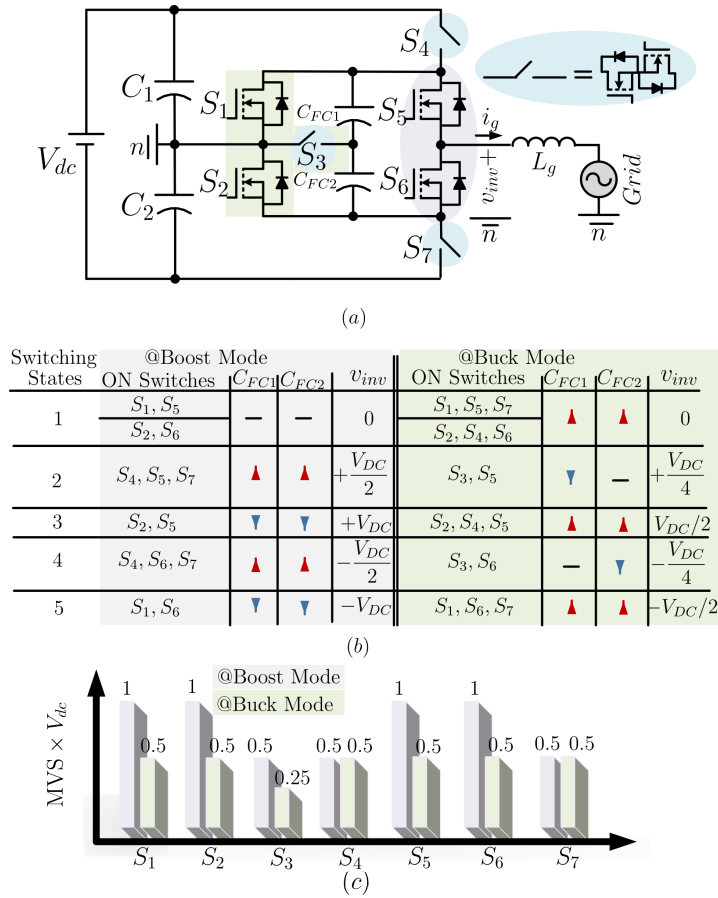 S4
C1
S1
CFC1
S5
=
n
S3
ig
Vdc
S2
CFC2
S6
vinv
+
Lg
Grid
C2
n
n
S7
(a)
Switching States
@Boost Mode
@Buck Mode
ON Switches CFC1 CFC2 vinv ON Switches CFC1 CFC2 vinv
1 S1, S5 − − 0 S1, S5, S7 0
S2, S6 S2, S4, S6
2 S4, S5, S7 +VDC/2 S3, S5 − +VDC/4
3 S2, S5 +VDC S2, S4, S5 VDC/2
4 S4, S6, S7 −VDC/2 S3, S6 − −VDC/4
5 S1, S6 −VDC S1, S6, S7 −VDC/2
(b)
@Boost Mode
@Buck Mode
MVS × Vdc
1 0.5 1 0.5 0.5 0.25 0.5 0.5 1 0.5 1 0.5 0.5 0.5
S1 S2 S3 S4 S5 S6 S7
(c)